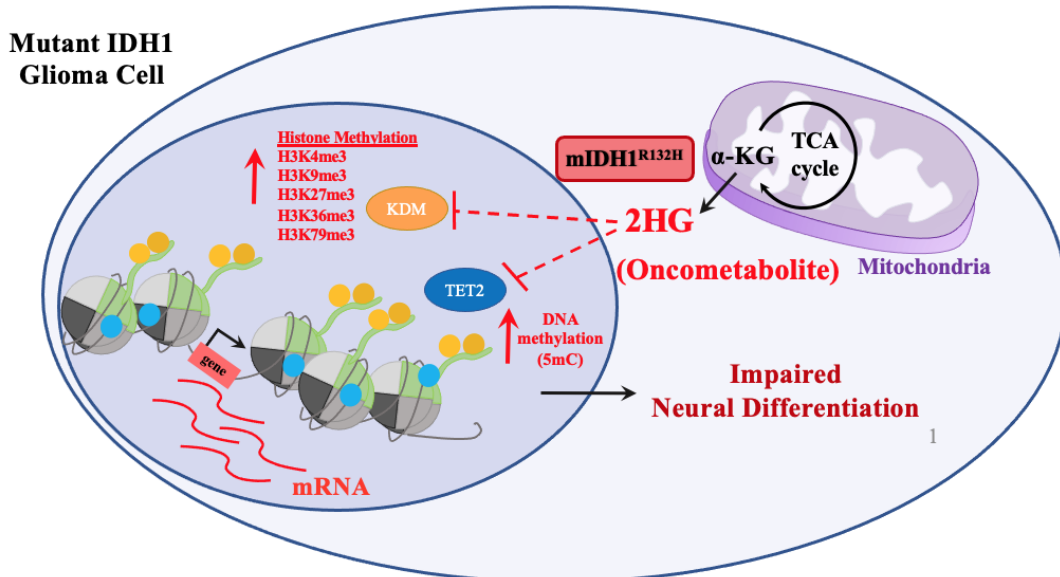 Mutant IDH1
Glioma Cell
Histone Methylation
H3K4me3
H3K9me3
H3K27me3
H3K36me3
H3K79me3
KDM
mIDH1R132H
α-KG
TCA
cycle
2HG
(Oncometabolite)
Mitochondria
TET2
DNA
methylation
(5mC)
gene
mRNA
Impaired
Neural Differentiation
1